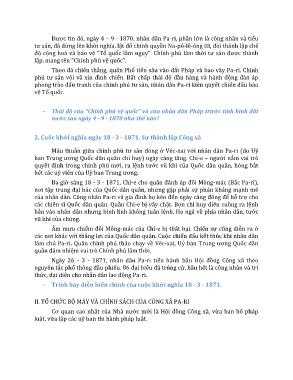 Được tin đó, ngày 4 – 9 - 1870, nhân dân Pa-ri, phần lớn là công nhân và tiểu
tư sản, đã đứng lên khởi nghĩa, lật đổ chính quyền Na-pô-lê-ông III, đòi thành lập chế
độ cộng hoà và bảo vệ "Tổ quốc lâm nguy". Chính phủ lâm thời tư sản được thành
lập, mang tên "Chính phủ vệ quốc".
Theo đà chiến thắng, quân Phổ tiến sâu vào đất Pháp và bao vây Pa-ri. Chính
phủ tư sản vội vã xin đình chiến. Bất chấp thái độ đầu hàng và hành động đàn áp
phong trào đấu tranh của chính phủ tư sản, nhân dân Pa-ri kiên quyết chiến đấu bảo
vệ Tổ quốc.
- Thái độ của "Chính phủ vệ quốc" và của nhân dân Pháp trước tình hình đất
nước sau ngày 4 - 9 - 1870 như thế nào?
2. Cuộc khởi nghĩa ngày 18 - 3 - 1871. Sự thành lập Công xã
Mâu thuẫn giữa chính phủ tư sản đóng ở Véc-xai với nhân dân Pa-ri (do Uỷ
ban Trung ương Quốc dân quân chỉ huy) ngày càng tăng. Chi-e – người nắm vai trò
quyết định trong chính phủ mới, ra lệnh tước vũ khí của Quốc dân quân, hòng bắt
hết các uỷ viên của Uỷ ban Trung ương.
Ba giờ sáng 18 - 3 - 1871, Chi-e cho quân đánh úp đồi Mông-mác (Bắc Pa-ri),
nơi tập trung đại bác của Quốc dân quân, nhưng gặp phải sự phản kháng mạnh mẽ
của nhân dân. Công nhân Pa-ri và gia đình họ kéo đến ngày càng đông để hỗ trợ cho
các chiến sĩ Quốc dân quân. Quân Chi-e bị vây chặt. Bọn chỉ huy điên cuồng ra lệnh
bắn vào nhân dân nhưng binh lính không tuân lệnh. Họ ngả về phía nhân dân, tước
vũ khí của chúng.
Âm mưu chiếm đồi Mông-mác của Chi-e bị thất bại. Chiến sự cũng diễn ra ở
các nơi khác với thắng lợi của Quốc dân quân. Cuộc chiến đấu kết thúc khi nhân dân
làm chủ Pa-ri. Quân chính phủ tháo chạy về Véc-xai, Uỷ ban Trung ương Quốc dân
quân đảm nhiệm vai trò Chính phủ lâm thời.
Ngày 26 - 3 - 1871, nhân dân Pa-ri tiến hành bầu Hội đồng Công xã theo
nguyên tắc phổ thông đầu phiếu. 86 đại biểu đã trúng cử, hầu hết là công nhân và trí
thức, đại diện cho nhân dân lao động Pa-ri.
- Trình bày diễn biến chính của cuộc khởi nghĩa 18 - 3 - 1871.
II. TỔ CHỨC BỘ MÁY VÀ CHÍNH SÁCH CỦA CÔNG XÃ PA-RI
Cơ quan cao nhất của Nhà nước mới là Hội đồng Công xã, vừa ban bố pháp
luật, vừa lập các uỷ ban thi hành pháp luật.